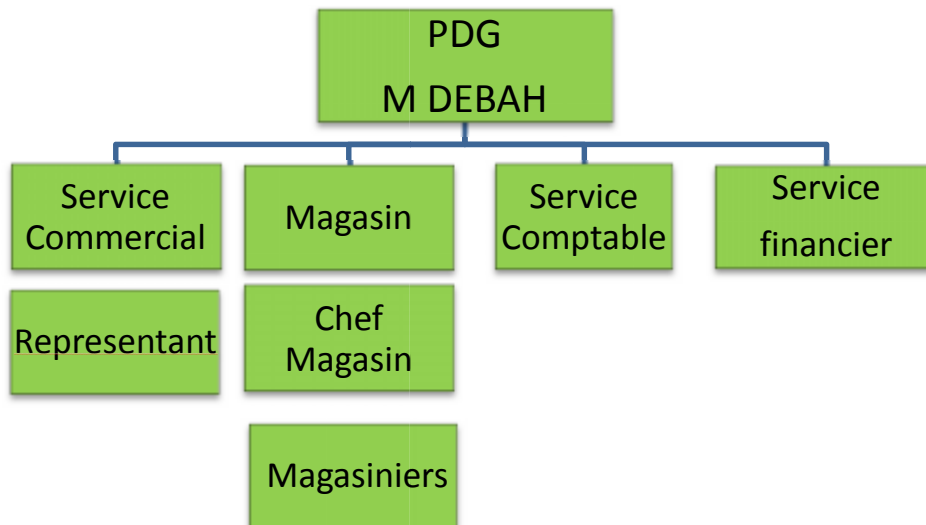 PDG
M DEBAH
Service
Commercial
Magasin
Service
Comptable
Service
financier
Representant
Chef
Magasin
Magasiniers